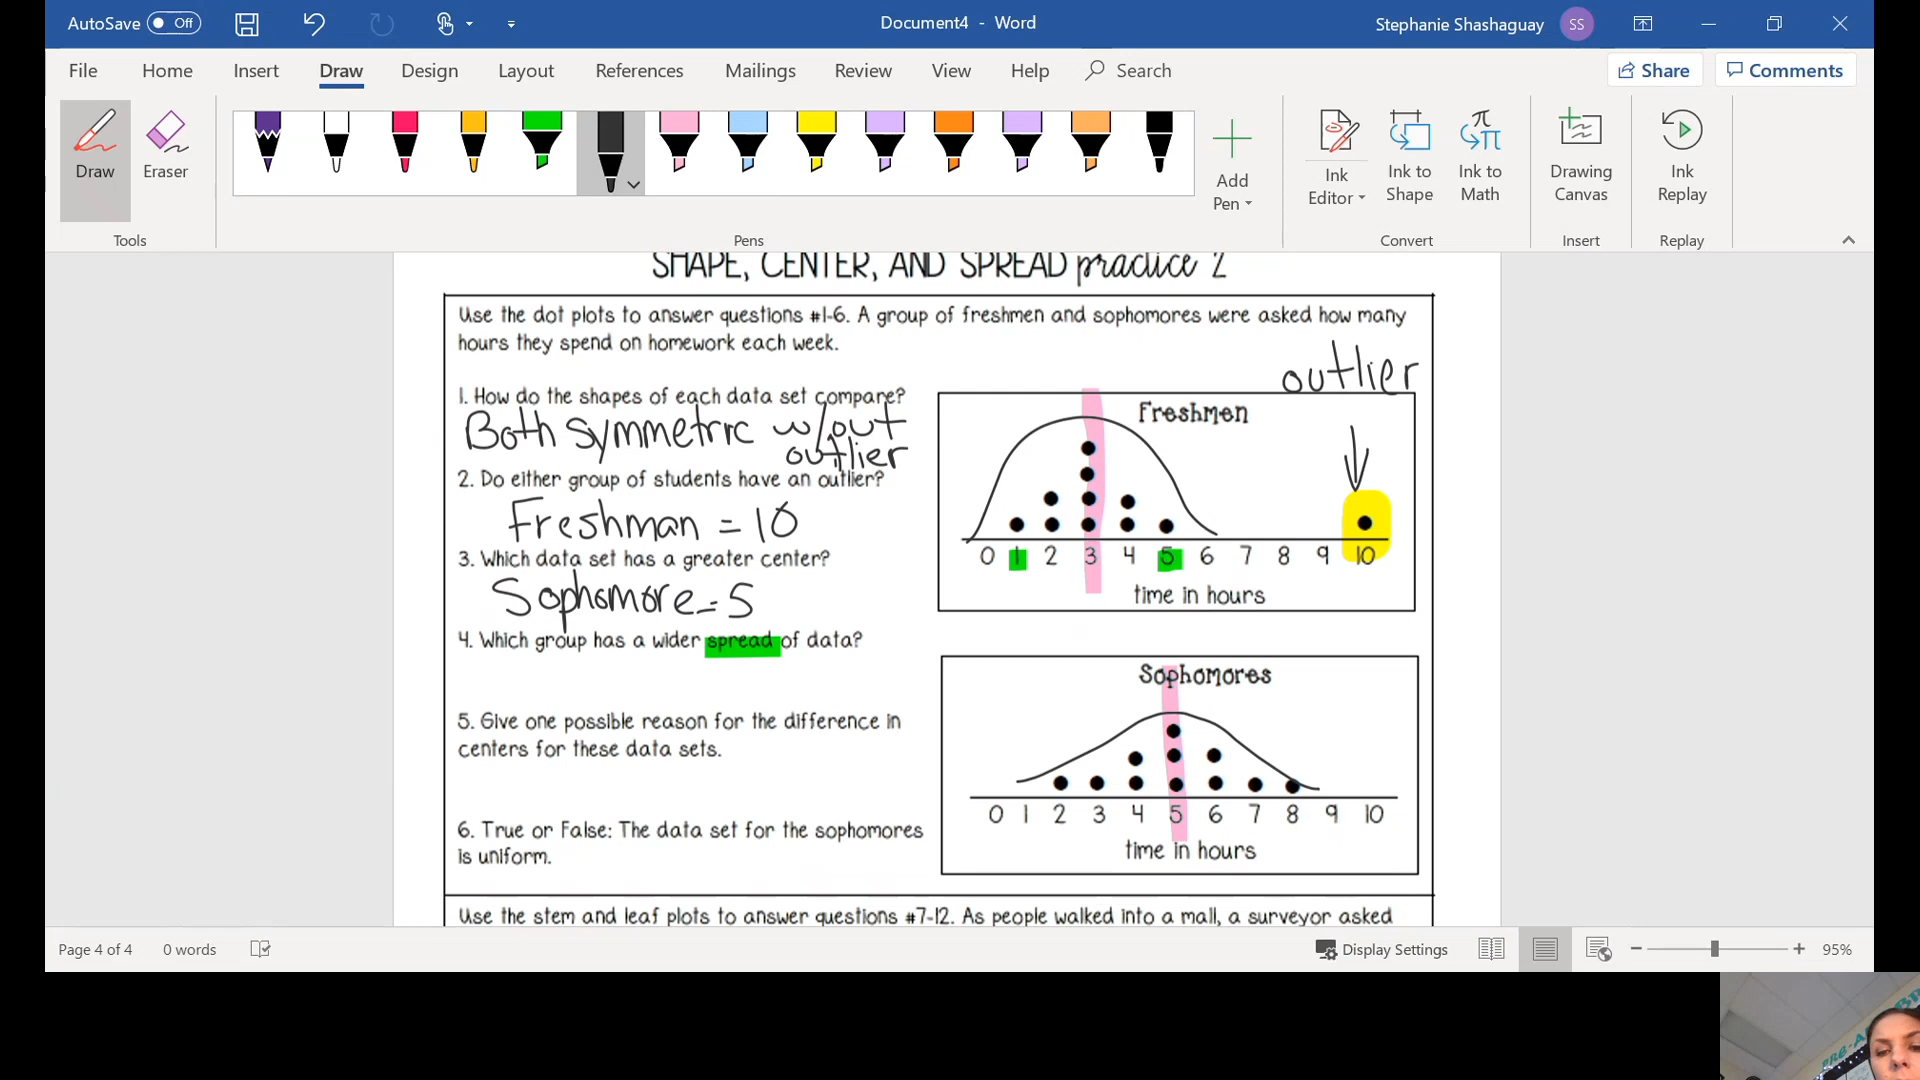 AutoSave Off
Document4 - Word
Stephanie Shashaguay SS
File Home Insert Draw Design Layout References Mailings Review View Help Search
Share Comments
Draw Eraser
Add Pen
Ink Editor
Ink to Shape
Ink to Math
Drawing Canvas
Ink Replay
Tools Pens Convert Insert Replay
SHAPE, CENTER, AND SPREAD practice 2
Use the dot plots to answer questions #1-6. A group of freshmen and sophomores were asked how many
hours they spend on homework each week.
outlier
1. How do the shapes of each data set compare?
Both symmetric w/out
outlier
2. Do either group of students have an outlier?
Freshman = 10
3. Which data set has a greater center?
Sophomore = 5
4. Which group has a wider spread of data?
5. Give one possible reason for the difference in
centers for these data sets.
6. True or False: The data set for the sophomores
is uniform.
Freshmen
0 1 2 3 4 5 6 7 8 9 10
time in hours
Sophomores
0 1 2 3 4 5 6 7 8 9 10
time in hours
Use the stem and leaf plots to answer questions #7-12. As people walked into a mall, a surveyor asked
Page 4 of 4 0 words
Display Settings
95%